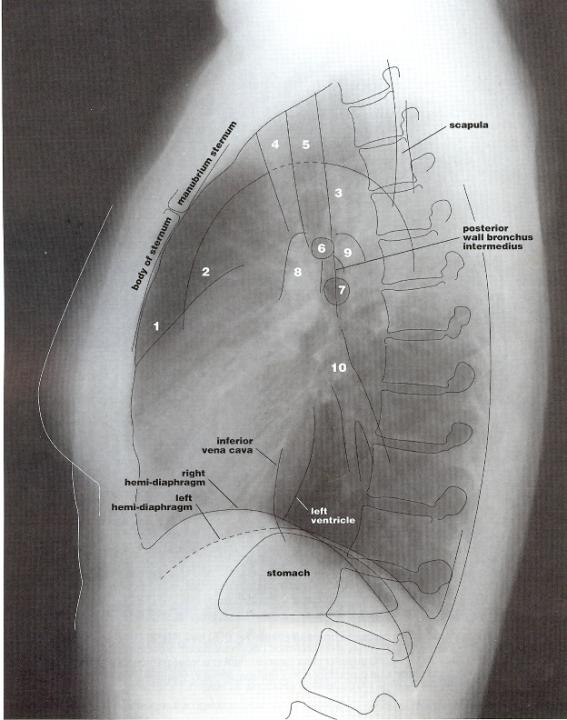 manubrium sternum
body of sternum
scapula
posterior
wall bronchus
intermedius
4
5
3
6
9
2
8
7
1
10
inferior
vena cava
right
hemi-diaphragm
left
hemi-diaphragm
left
ventricle
stomach